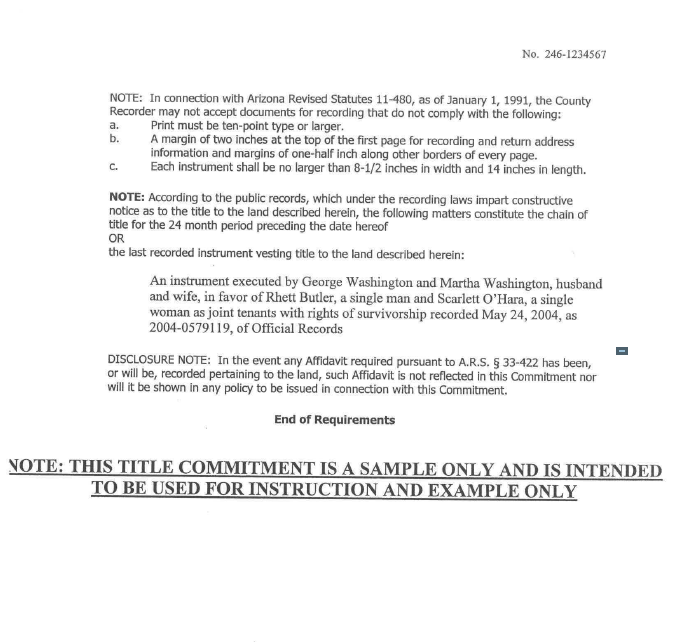 No. 246-1234567
NOTE: In connection with Arizona Revised Statutes 11-480, as of January 1, 1991, the County
Recorder may not accept documents for recording that do not comply with the following:
a. Print must be ten-point type or larger.
b. A margin of two inches at the top of the first page for recording and return address
information and margins of one-half inch along other borders of every page.
c. Each instrument shall be no larger than 8-1/2 inches in width and 14 inches in length.
NOTE: According to the public records, which under the recording laws impart constructive
notice as to the title to the land described herein, the following matters constitute the chain of
title for the 24 month period preceding the date hereof
OR
the last recorded instrument vesting title to the land described herein:
An instrument executed by George Washington and Martha Washington, husband
and wife, in favor of Rhett Butler, a single man and Scarlett O'Hara, a single
woman as joint tenants with rights of survivorship recorded May 24, 2004, as
2004-0579119, of Official Records
DISCLOSURE NOTE: In the event any Affidavit required pursuant to A.R.S. § 33-422 has been,
or will be, recorded pertaining to the land, such Affidavit is not reflected in this Commitment nor
will it be shown in any policy to be issued in connection with this Commitment.
End of Requirements
NOTE: THIS TITLE COMMITMENT IS A SAMPLE ONLY AND IS INTENDED
TO BE USED FOR INSTRUCTION AND EXAMPLE ONLY